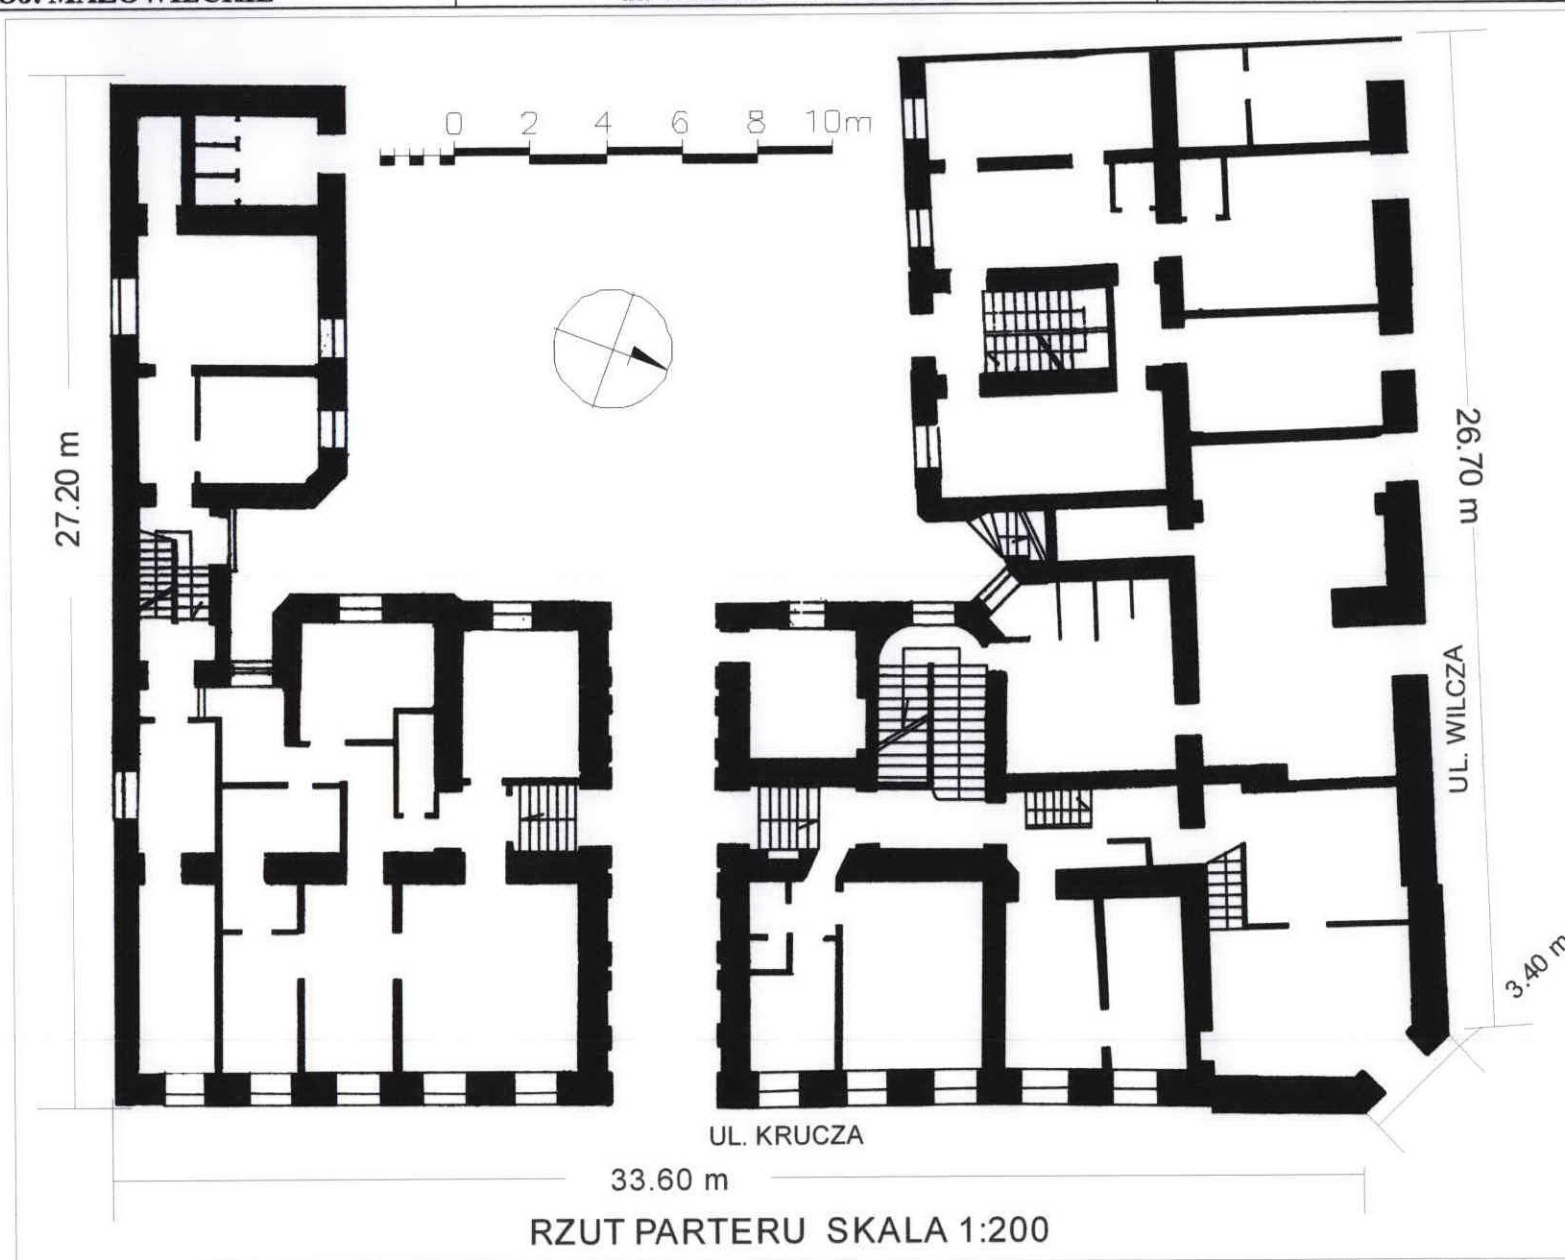 0 2 4 6 8 10m
27.20 m
26.70 m
UL. WILCZA
3.40 m
UL. KRUCZA
33.60 m
RZUT PARTERU SKALA 1:200